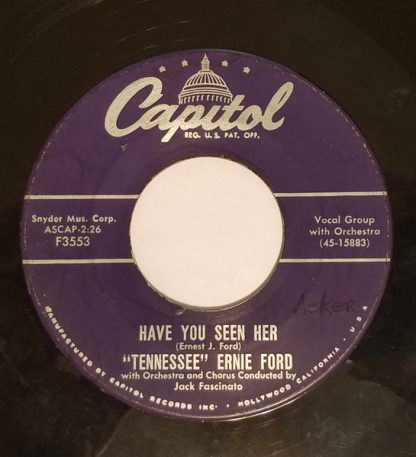 Capitol
REG. U.S. PAT. OFF.
Snyder Mus. Corp.
ASCAP-2:26
F3553
Vocal Group
with Orchestra
(45-15883)
Acker
HAVE YOU SEEN HER
(Ernest J. Ford)
"TENNESSEE" ERNIE FORD
with Orchestra and Chorus Conducted by
Jack Fascinato
MANUFACTURED BY CAPITOL RECORDS INC· · HOLLYWOOD CALIFORNIA · U S A